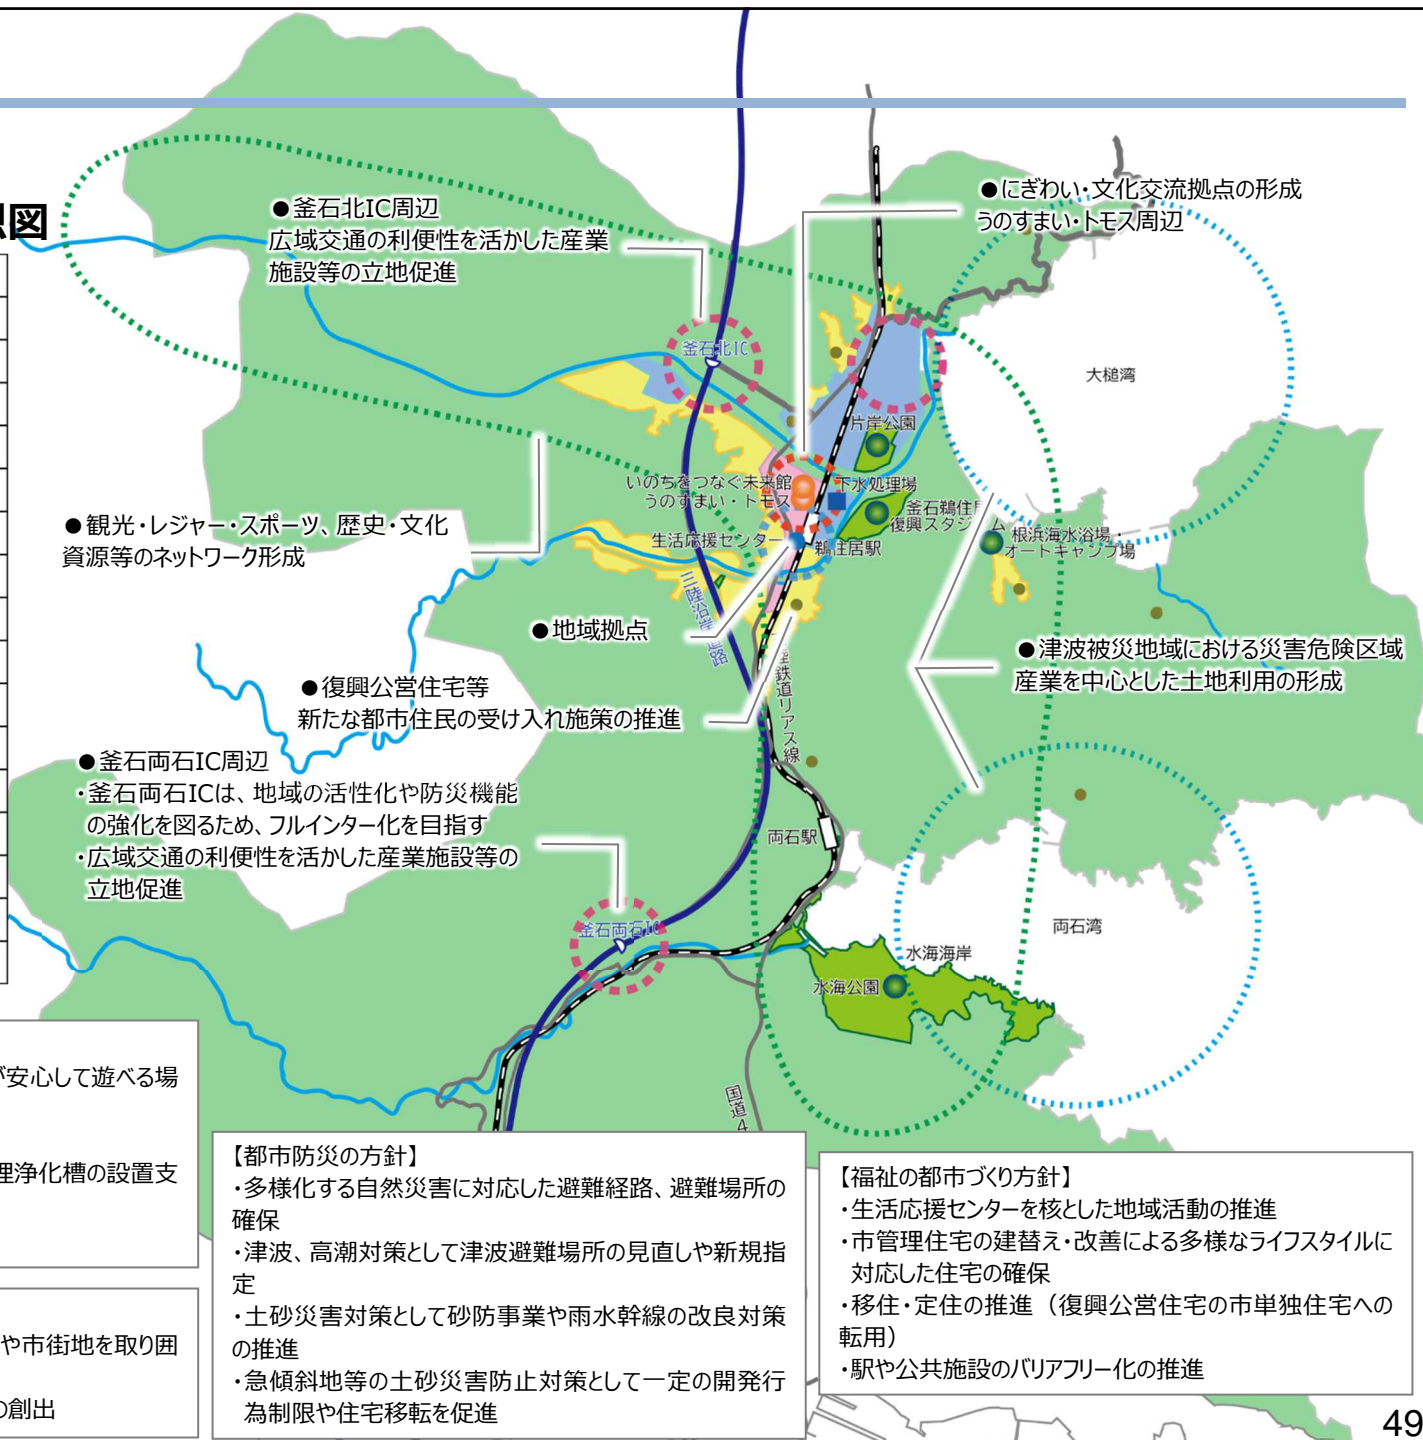 想図
●釜石北IC周辺
広域交通の利便性を活かした産業
施設等の立地促進
●にぎわい・文化交流拠点の形成
うのすまい・トモス周辺
釜石北IC
大槌湾
片岸公園
いのちをつなぐ未来館
うのすまい・トモス
下水処理場
釜石鵜住
復興スタジ ム
根浜海水浴場・
オートキャンプ場
生活応援センター
鵜住居駅
●観光・レジャー・スポーツ、歴史・文化
資源等のネットワーク形成
三陸沿岸道路
●地域拠点
●津波被災地域における災害危険区域
産業を中心とした土地利用の形成
●復興公営住宅等
新たな都市住民の受け入れ施策の推進
鉄道リアス線
●釜石両石IC周辺
・釜石両石ICは、地域の活性化や防災機能
の強化を図るため、フルインター化を目指す
・広域交通の利便性を活かした産業施設等の
立地促進
両石駅
釜石両石IC
両石湾
水海海岸
水海公園
国道4
が安心して遊べる場
理浄化槽の設置支
や市街地を取り囲
の創出
【都市防災の方針】
・多様化する自然災害に対応した避難経路、避難場所の
確保
・津波、高潮対策として津波避難場所の見直しや新規指
定
・土砂災害対策として砂防事業や雨水幹線の改良対策
の推進
・急傾斜地等の土砂災害防止対策として一定の開発行
為制限や住宅移転を促進
【福祉の都市づくり方針】
・生活応援センターを核とした地域活動の推進
・市管理住宅の建替え・改善による多様なライフスタイルに
対応した住宅の確保
・移住・定住の推進（復興公営住宅の市単独住宅への
転用）
・駅や公共施設のバリアフリー化の推進
49